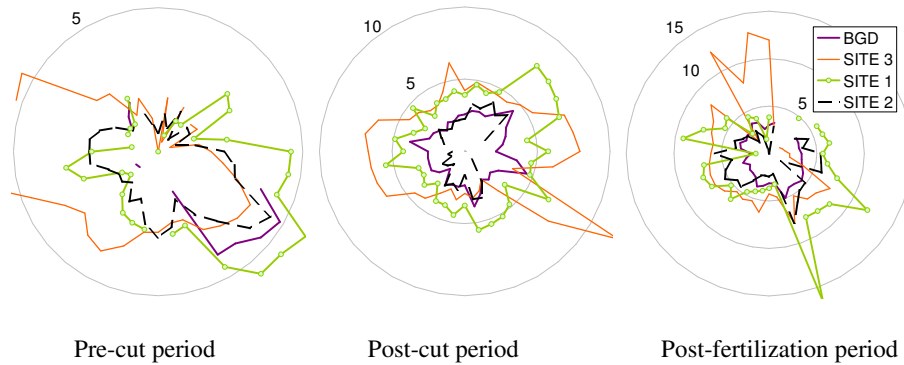 5
10
15
10
5
5
BGD
SITE 3
SITE 1
SITE 2
Pre-cut period
Post-cut period
Post-fertilization period